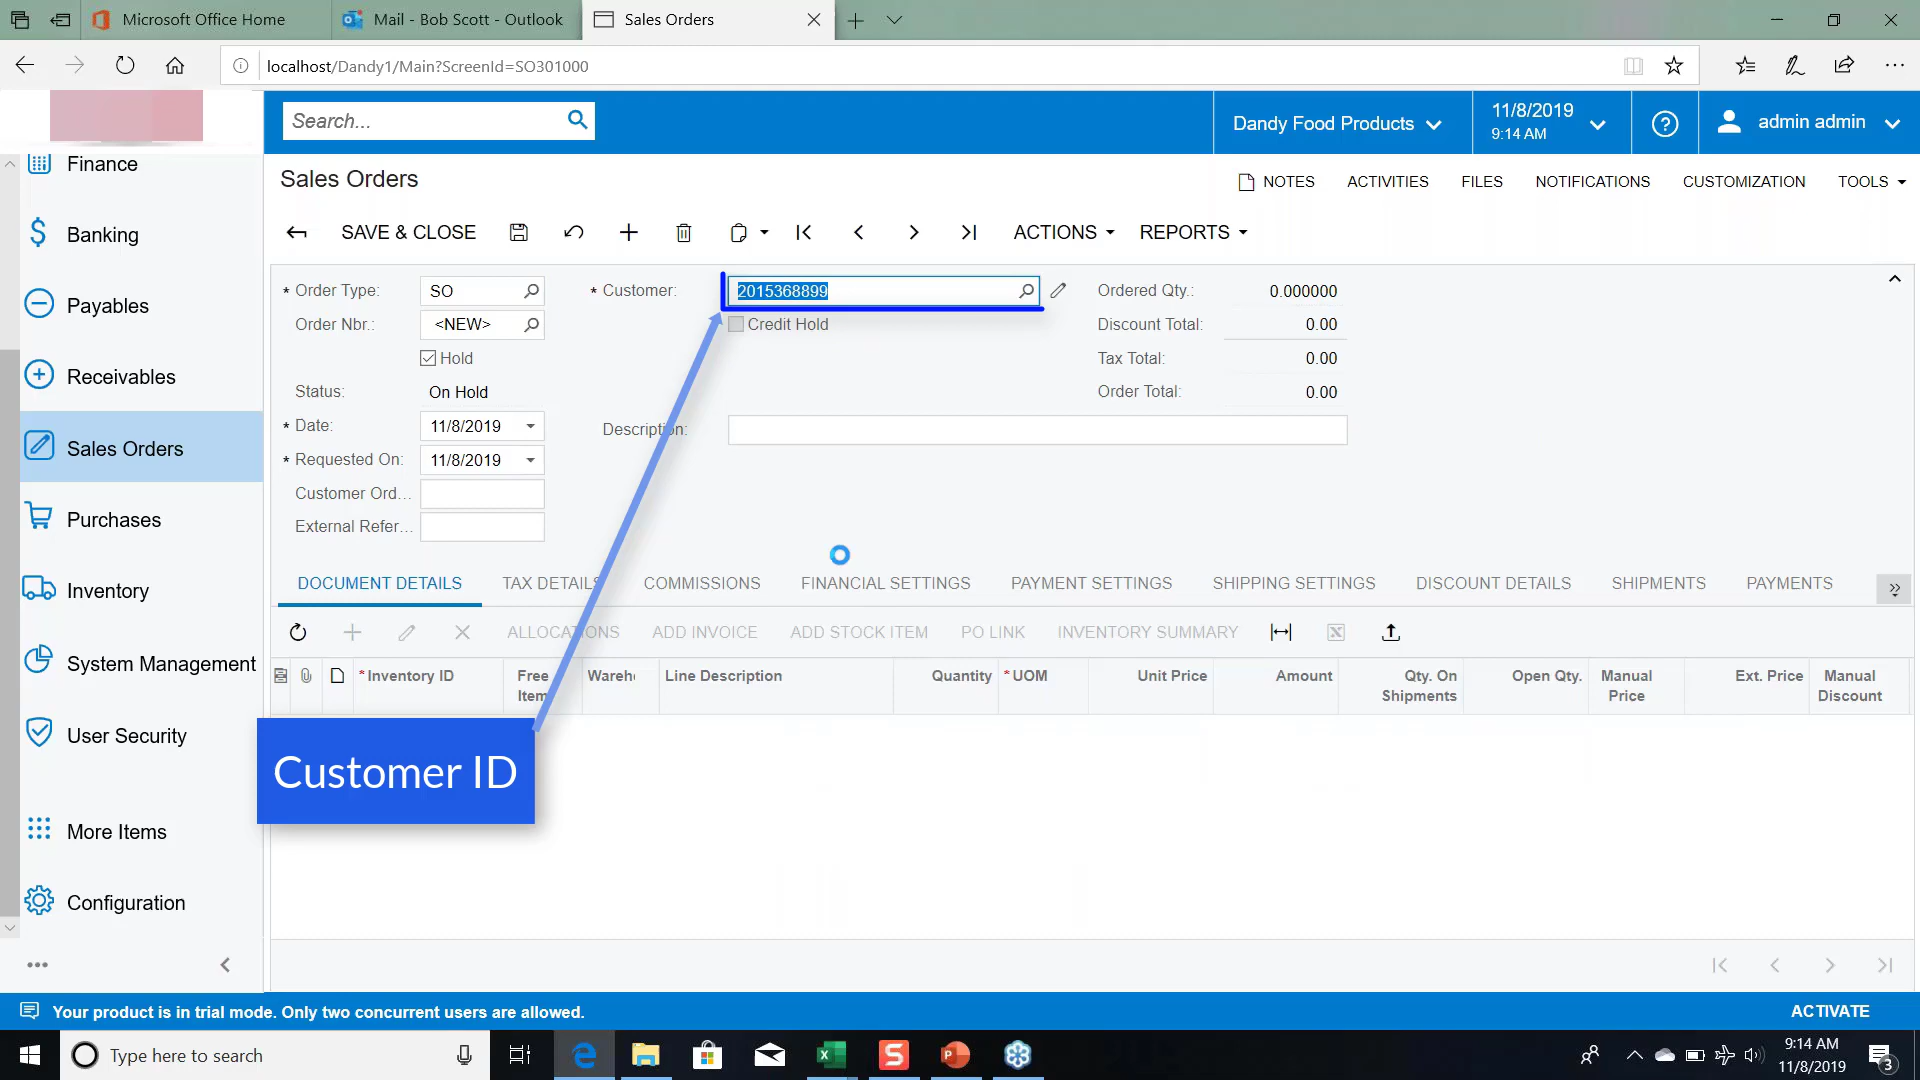 Microsoft Office Home
Mail - Bob Scott - Outlook
Sales Orders
localhost/Dandy1/Main?ScreenId=SO301000
Search...
Dandy Food Products
11/8/2019
9:14 AM
admin admin
Finance
Banking
Payables
Receivables
Sales Orders
Purchases
Inventory
System Management
User Security
More Items
Configuration
Sales Orders
NOTES ACTIVITIES FILES NOTIFICATIONS CUSTOMIZATION TOOLS
SAVE & CLOSE ACTIONS REPORTS
* Order Type: SO
Order Nbr.: <NEW>
Hold
Status: On Hold
* Date: 11/8/2019
* Requested On: 11/8/2019
Customer Ord...
External Refer...
* Customer: 2015368899
Credit Hold
Description:
Ordered Qty.: 0.000000
Discount Total: 0.00
Tax Total: 0.00
Order Total: 0.00
DOCUMENT DETAILS TAX DETAILS COMMISSIONS FINANCIAL SETTINGS PAYMENT SETTINGS SHIPPING SETTINGS DISCOUNT DETAILS SHIPMENTS PAYMENTS
ALLOCATIONS ADD INVOICE ADD STOCK ITEM PO LINK INVENTORY SUMMARY
* Inventory ID
Free Item
Wareh
Line Description
Quantity
* UOM
Unit Price
Amount
Qty. On Shipments
Open Qty.
Manual Price
Ext. Price
Manual Discount
Customer ID
Your product is in trial mode. Only two concurrent users are allowed.
ACTIVATE
Type here to search
9:14 AM
11/8/2019
3